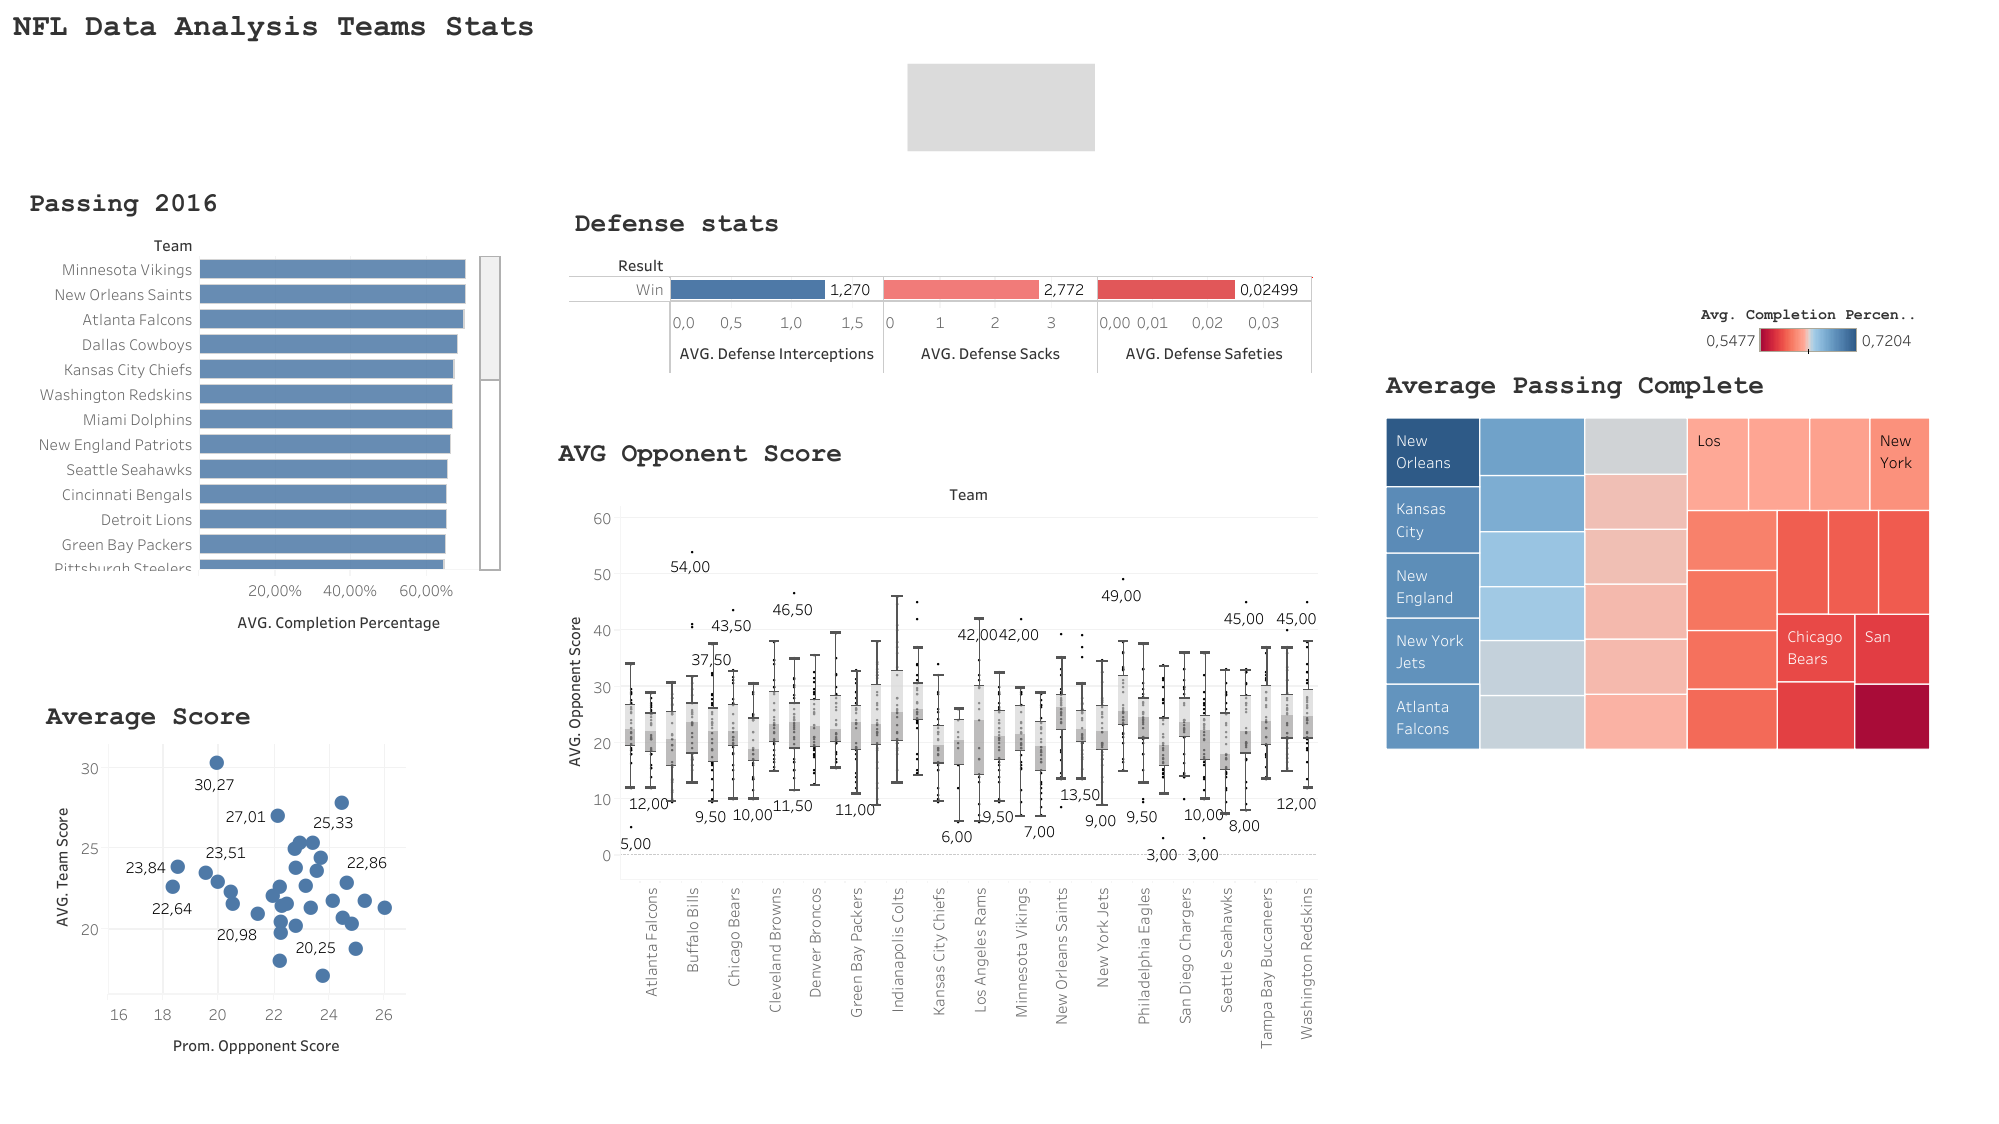 NFL Data Analysis Teams Stats
Passing 2016
Team
Minnesota Vikings
New Orleans Saints
Atlanta Falcons
Dallas Cowboys
Kansas City Chiefs
Washington Redskins
Miami Dolphins
New England Patriots
Seattle Seahawks
Cincinnati Bengals
Detroit Lions
Green Bay Packers
Pittsburgh Steelers
20,00% 40,00% 60,00%
AVG. Completion Percentage
Average Score
AVG. Team Score
30
25
20
30,27
27,01
25,33
23,51
23,84
22,86
22,64
20,98
20,25
16 18 20 22 24 26
Prom. Oppponent Score
Defense stats
Result
Win
1,270
2,772
0,02499
0,0 0,5 1,0 1,5
0 1 2 3
0,00 0,01 0,02 0,03
AVG. Defense Interceptions
AVG. Defense Sacks
AVG. Defense Safeties
AVG Opponent Score
Team
AVG. Opponent Score
60
50
40
30
20
10
0
54,00
49,00
46,50
43,50
45,00 45,00
42,00 42,00
37,50
12,00
9,50
10,00
11,50
11,00
6,00
9,50
7,00
13,50
9,00
9,50
10,00
8,00
12,00
5,00
3,00 3,00
Atlanta Falcons
Buffalo Bills
Chicago Bears
Cleveland Browns
Denver Broncos
Green Bay Packers
Indianapolis Colts
Kansas City Chiefs
Los Angeles Rams
Minnesota Vikings
New Orleans Saints
New York Jets
Philadelphia Eagles
San Diego Chargers
Seattle Seahawks
Tampa Bay Buccaneers
Washington Redskins
Avg. Completion Percen..
0,5477 0,7204
Average Passing Complete
New
Orleans
Kansas
City
New
England
New York
Jets
Atlanta
Falcons
Los
New
York
Chicago
Bears
San